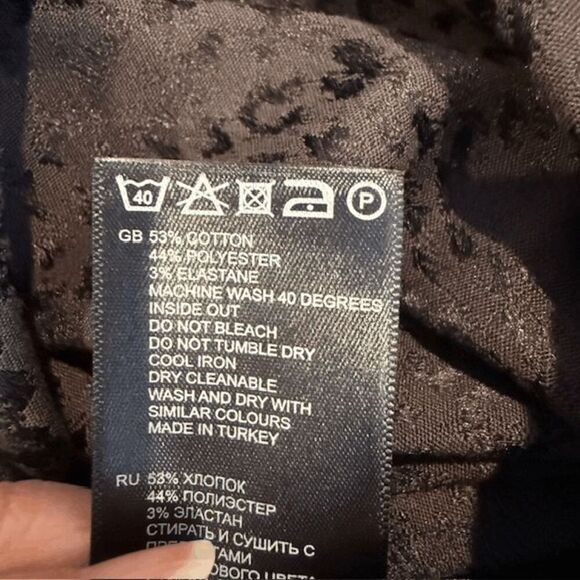 40 P
GB 53% COTTON
44% POLYESTER
3% ELASTANE
MACHINE WASH 40 DEGREES
INSIDE OUT
DO NOT BLEACH
DO NOT TUMBLE DRY
COOL IRON
DRY CLEANABLE
WASH AND DRY WITH
SIMILAR COLOURS
MADE IN TURKEY
RU 53% ХЛОПОК
44% ПОЛИЭСТЕР
3% ЭЛАСТАН
СТИРАТЬ И СУШИТЬ С